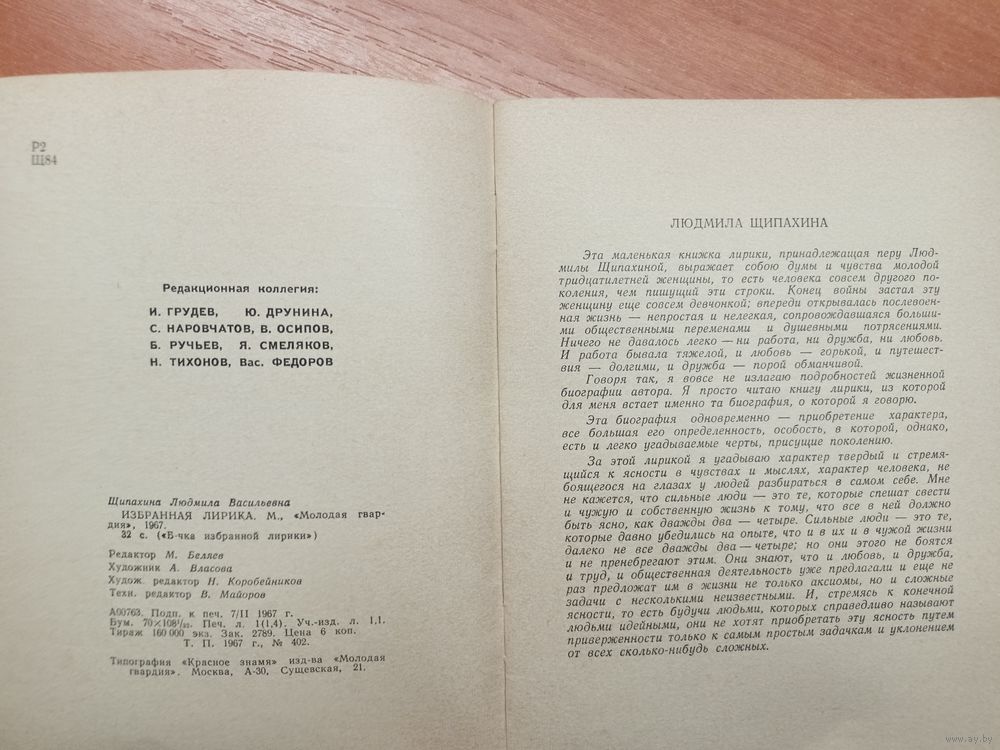 Р2
Щ84
Редакционная коллегия:
И. ГРУДЕВ, Ю. ДРУНИНА,
С. НАРОВЧАТОВ, В. ОСИПОВ,
Б. РУЧЬЕВ, Я. СМЕЛЯКОВ,
Н. ТИХОНОВ, Вас. ФЕДОРОВ
Щипахина Людмила Васильевна
ИЗБРАННАЯ ЛИРИКА. М., «Молодая гвар-
дия», 1967.
32 с. («Б-чка избранной лирики»)
Редактор М. Беляев
Художник А. Власова
Худож. редактор Н. Коробейников
Техн. редактор В. Майоров
А00763. Подп. к печ. 7/II 1967 г.
Бум. 70×108¹/₃₂. Печ. л. 1(1,4). Уч.-изд. л. 1,1.
Тираж 160 000 экз. Зак. 2789. Цена 6 коп.
Т. П. 1967 г., № 402.
Типография «Красное знамя» изд-ва «Молодая
гвардия». Москва, А-30, Сущевская, 21.
ЛЮДМИЛА ЩИПАХИНА
Эта маленькая книжка лирики, принадлежащая перу Люд-
милы Щипахиной, выражает собою думы и чувства молодой
тридцатилетней женщины, то есть человека совсем другого по-
коления, чем пишущий эти строки. Конец войны застал эту
женщину еще совсем девчонкой; впереди открывалась послевоен-
ная жизнь — непростая и нелегкая, сопровождавшаяся больши-
ми общественными переменами и душевными потрясениями.
Ничего не давалось легко — ни работа, ни дружба, ни любовь.
И работа бывала тяжелой, и любовь — горькой, и путешест-
вия — долгими, и дружба — порой обманчивой.
Говоря так, я вовсе не излагаю подробностей жизненной
биографии автора. Я просто читаю книгу лирики, из которой
для меня встает именно та биография, о которой я говорю.
Эта биография одновременно — приобретение характера,
все большая его определенность, особость, в которой, однако,
есть и легко угадываемые черты, присущие поколению.
За этой лирикой я угадываю характер твердый и стремя-
щийся к ясности в чувствах и мыслях, характер человека, не
боящегося на глазах у людей разбираться в самом себе. Мне
не кажется, что сильные люди — это те, которые спешат свести
и чужую и собственную жизнь к тому, что все в ней должно
быть ясно, как дважды два — четыре. Сильные люди — это те,
которые давно убедились на опыте, что и в их и в чужой жизни
далеко не все дважды два — четыре; но они этого не боятся
и не пренебрегают этим. Они знают, что и любовь, и дружба,
и труд, и общественная деятельность уже предлагали и еще не
раз предложат им в жизни не только аксиомы, но и сложные
задачи с несколькими неизвестными. И, стремясь к конечной
ясности, то есть будучи людьми, которых справедливо называют
людьми идейными, они не хотят приобретать эту ясность путем
приверженности только к самым простым задачкам и уклонением
от всех сколько-нибудь сложных.
www.ay.by